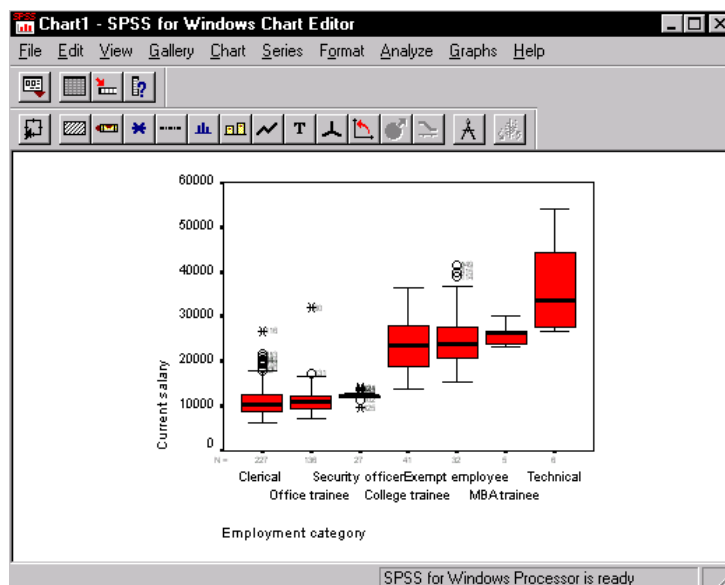 SPSS
Chart1 - SPSS for Windows Chart Editor
File Edit View Gallery Chart Series Format Analyze Graphs Help
T
60000
50000
40000
30000
20000
10000
0
Current salary
N = 227 136 27 41 32 5 6
Clerical Security officer Exempt employee Technical
Office trainee College trainee MBA trainee
Employment category
SPSS for Windows Processor is ready